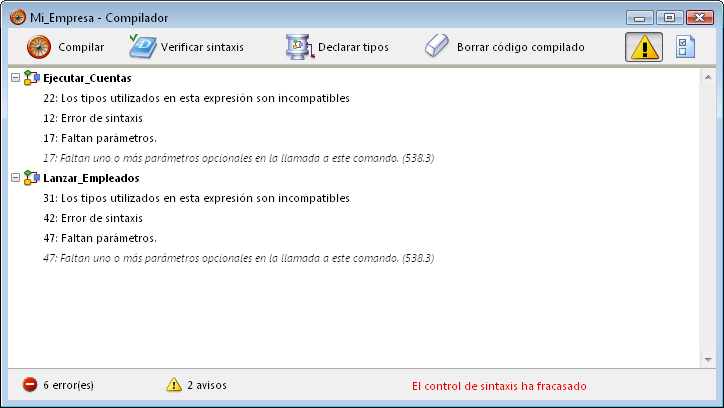 Mi_Empresa - Compilador
Compilar Verificar sintaxis Declarar tipos Borrar código compilado
Ejecutar_Cuentas
22: Los tipos utilizados en esta expresión son incompatibles
12: Error de sintaxis
17: Faltan parámetros.
17: Faltan uno o más parámetros opcionales en la llamada a este comando. (538.3)
Lanzar_Empleados
31: Los tipos utilizados en esta expresión son incompatibles
42: Error de sintaxis
47: Faltan parámetros.
47: Faltan uno o más parámetros opcionales en la llamada a este comando. (538.3)
6 error(es) 2 avisos El control de sintaxis ha fracasado